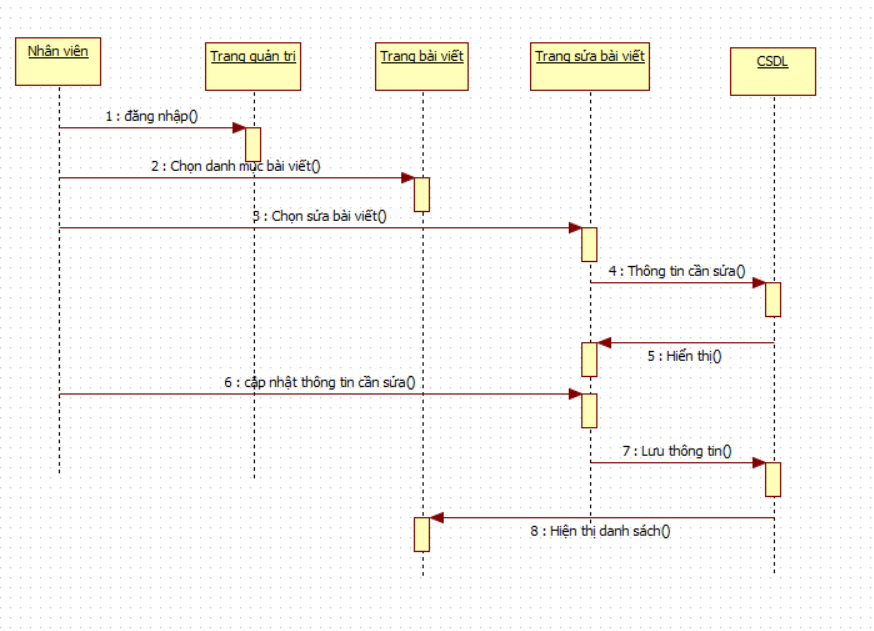 Nhân viên
Trang quản trị
Trang bài viết
Trang sửa bài viết
CSDL
1 : đăng nhập()
2 : Chọn danh mục bài viết()
3 : Chọn sửa bài viết()
4 : Thông tin cần sửa()
5 : Hiển thị()
6 : cập nhật thông tin cần sửa()
7 : Lưu thông tin()
8 : Hiện thị danh sách()